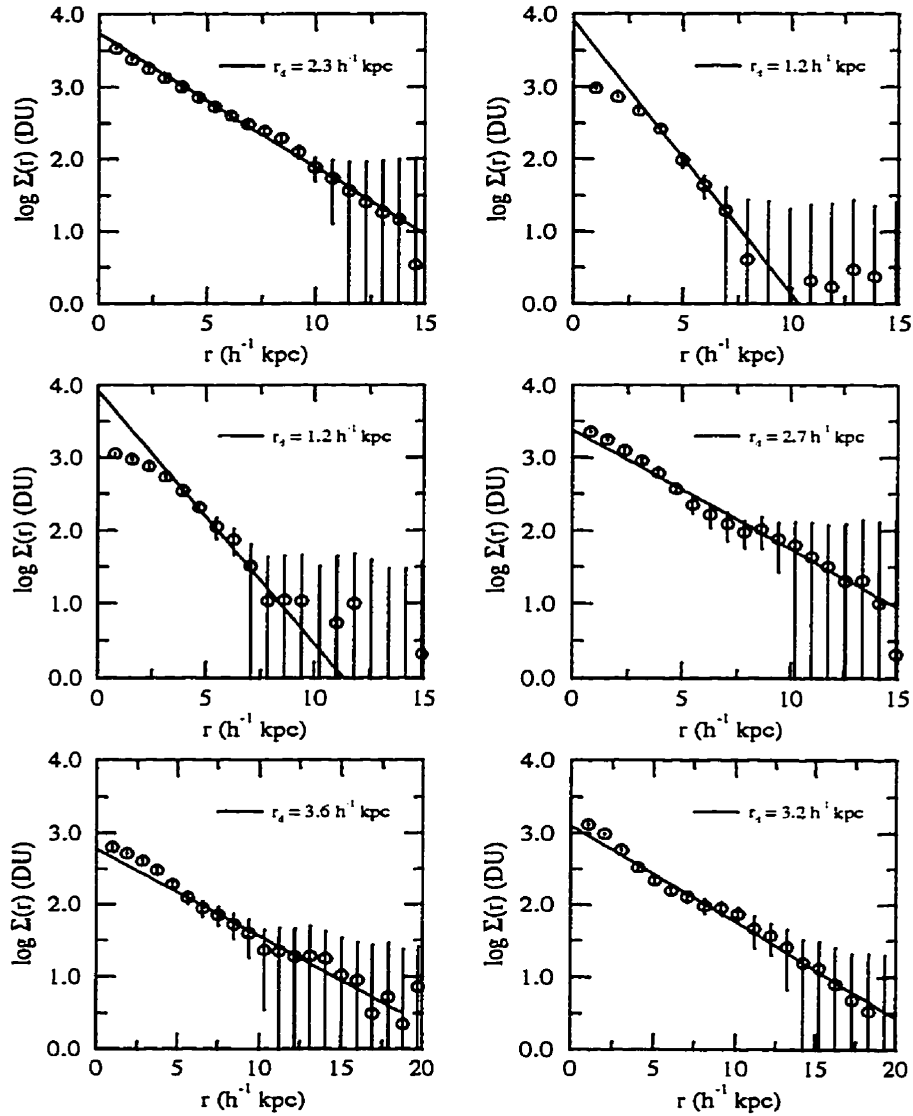 4.0
3.0
2.0
1.0
0.0
log Σ(r) (DU)
r_d = 2.3 h⁻¹ kpc
0 5 10 15
r (h⁻¹ kpc)
4.0
3.0
2.0
1.0
0.0
log Σ(r) (DU)
r_d = 1.2 h⁻¹ kpc
0 5 10 15
r (h⁻¹ kpc)
4.0
3.0
2.0
1.0
0.0
log Σ(r) (DU)
r_d = 1.2 h⁻¹ kpc
0 5 10 15
r (h⁻¹ kpc)
4.0
3.0
2.0
1.0
0.0
log Σ(r) (DU)
r_d = 2.7 h⁻¹ kpc
0 5 10 15
r (h⁻¹ kpc)
4.0
3.0
2.0
1.0
0.0
log Σ(r) (DU)
r_d = 3.6 h⁻¹ kpc
0 5 10 15 20
r (h⁻¹ kpc)
4.0
3.0
2.0
1.0
0.0
log Σ(r) (DU)
r_d = 3.2 h⁻¹ kpc
0 5 10 15 20
r (h⁻¹ kpc)